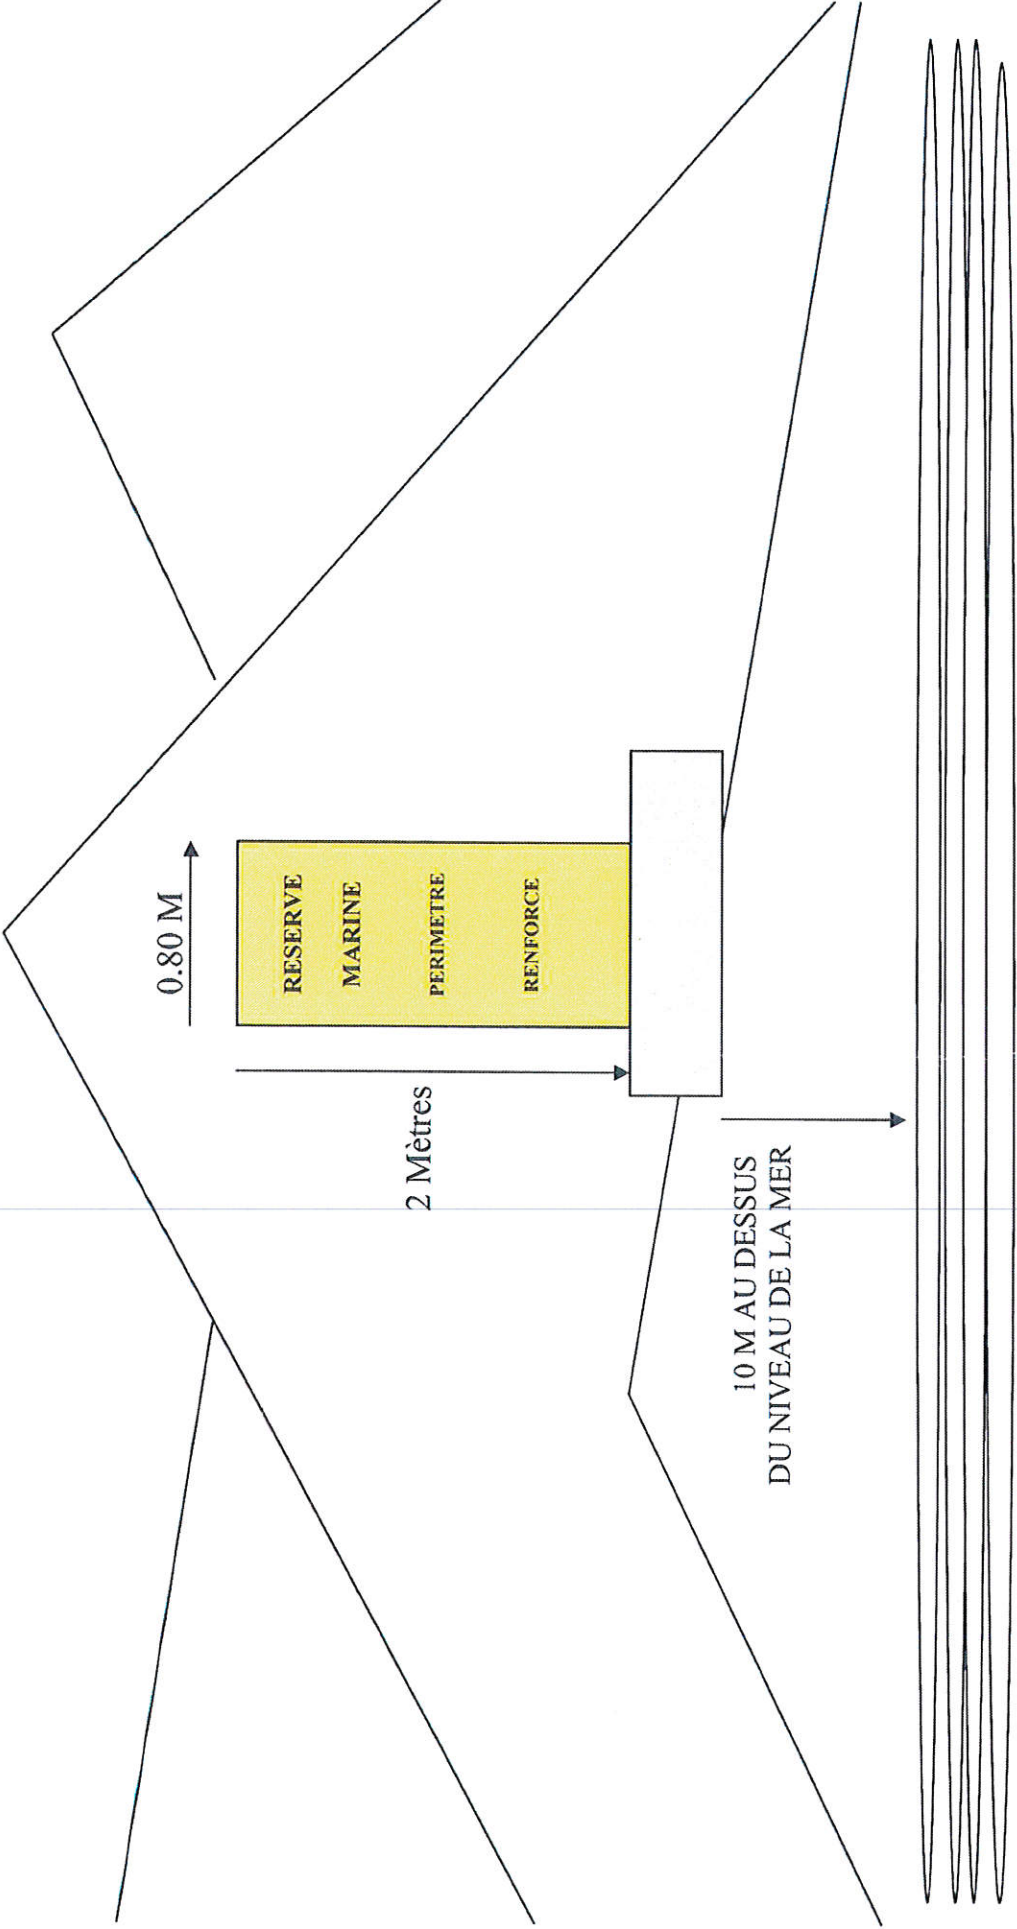 0.80 M
RESERVE
MARINE
PERIMETRE
RENFORCE
2 Mètres
10 M AU DESSUS
DU NIVEAU DE LA MER